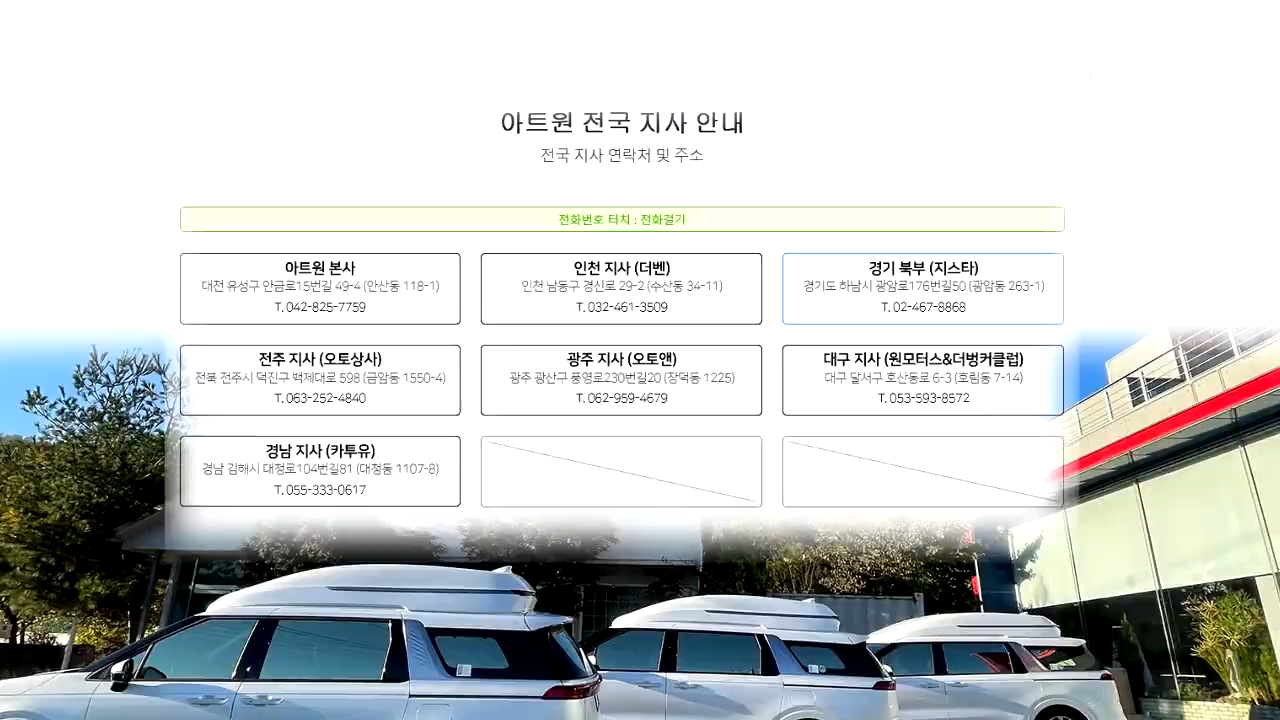 아트원 전국 지사 안내
전국 지사 연락처 및 주소
전화번호 터치 : 전화걸기
아트원 본사
대전 유성구 안금로15번길 49-4 (안산동 118-1)
T. 042-825-7759
인천 지사 (더벤)
인천 남동구 경신로 29-2 (수산동 34-11)
T. 032-461-3509
경기 북부 (지스타)
경기도 하남시 광암로176번길50 (광암동 263-1)
T. 02-467-8868
전주 지사 (오토상사)
전북 전주시 덕진구 백제대로 598 (금암동 1550-4)
T. 063-252-4840
광주 지사 (오토앤)
광주 광산구 풍영로230번길20 (장덕동 1225)
T. 062-959-4679
대구 지사 (원모터스&더벙커클럽)
대구 달서구 호산동로 6-3 (호림동 7-14)
T. 053-593-8572
경남 지사 (카투유)
경남 김해시 대청로104번길81 (대청동 1107-8)
T. 055-333-0617